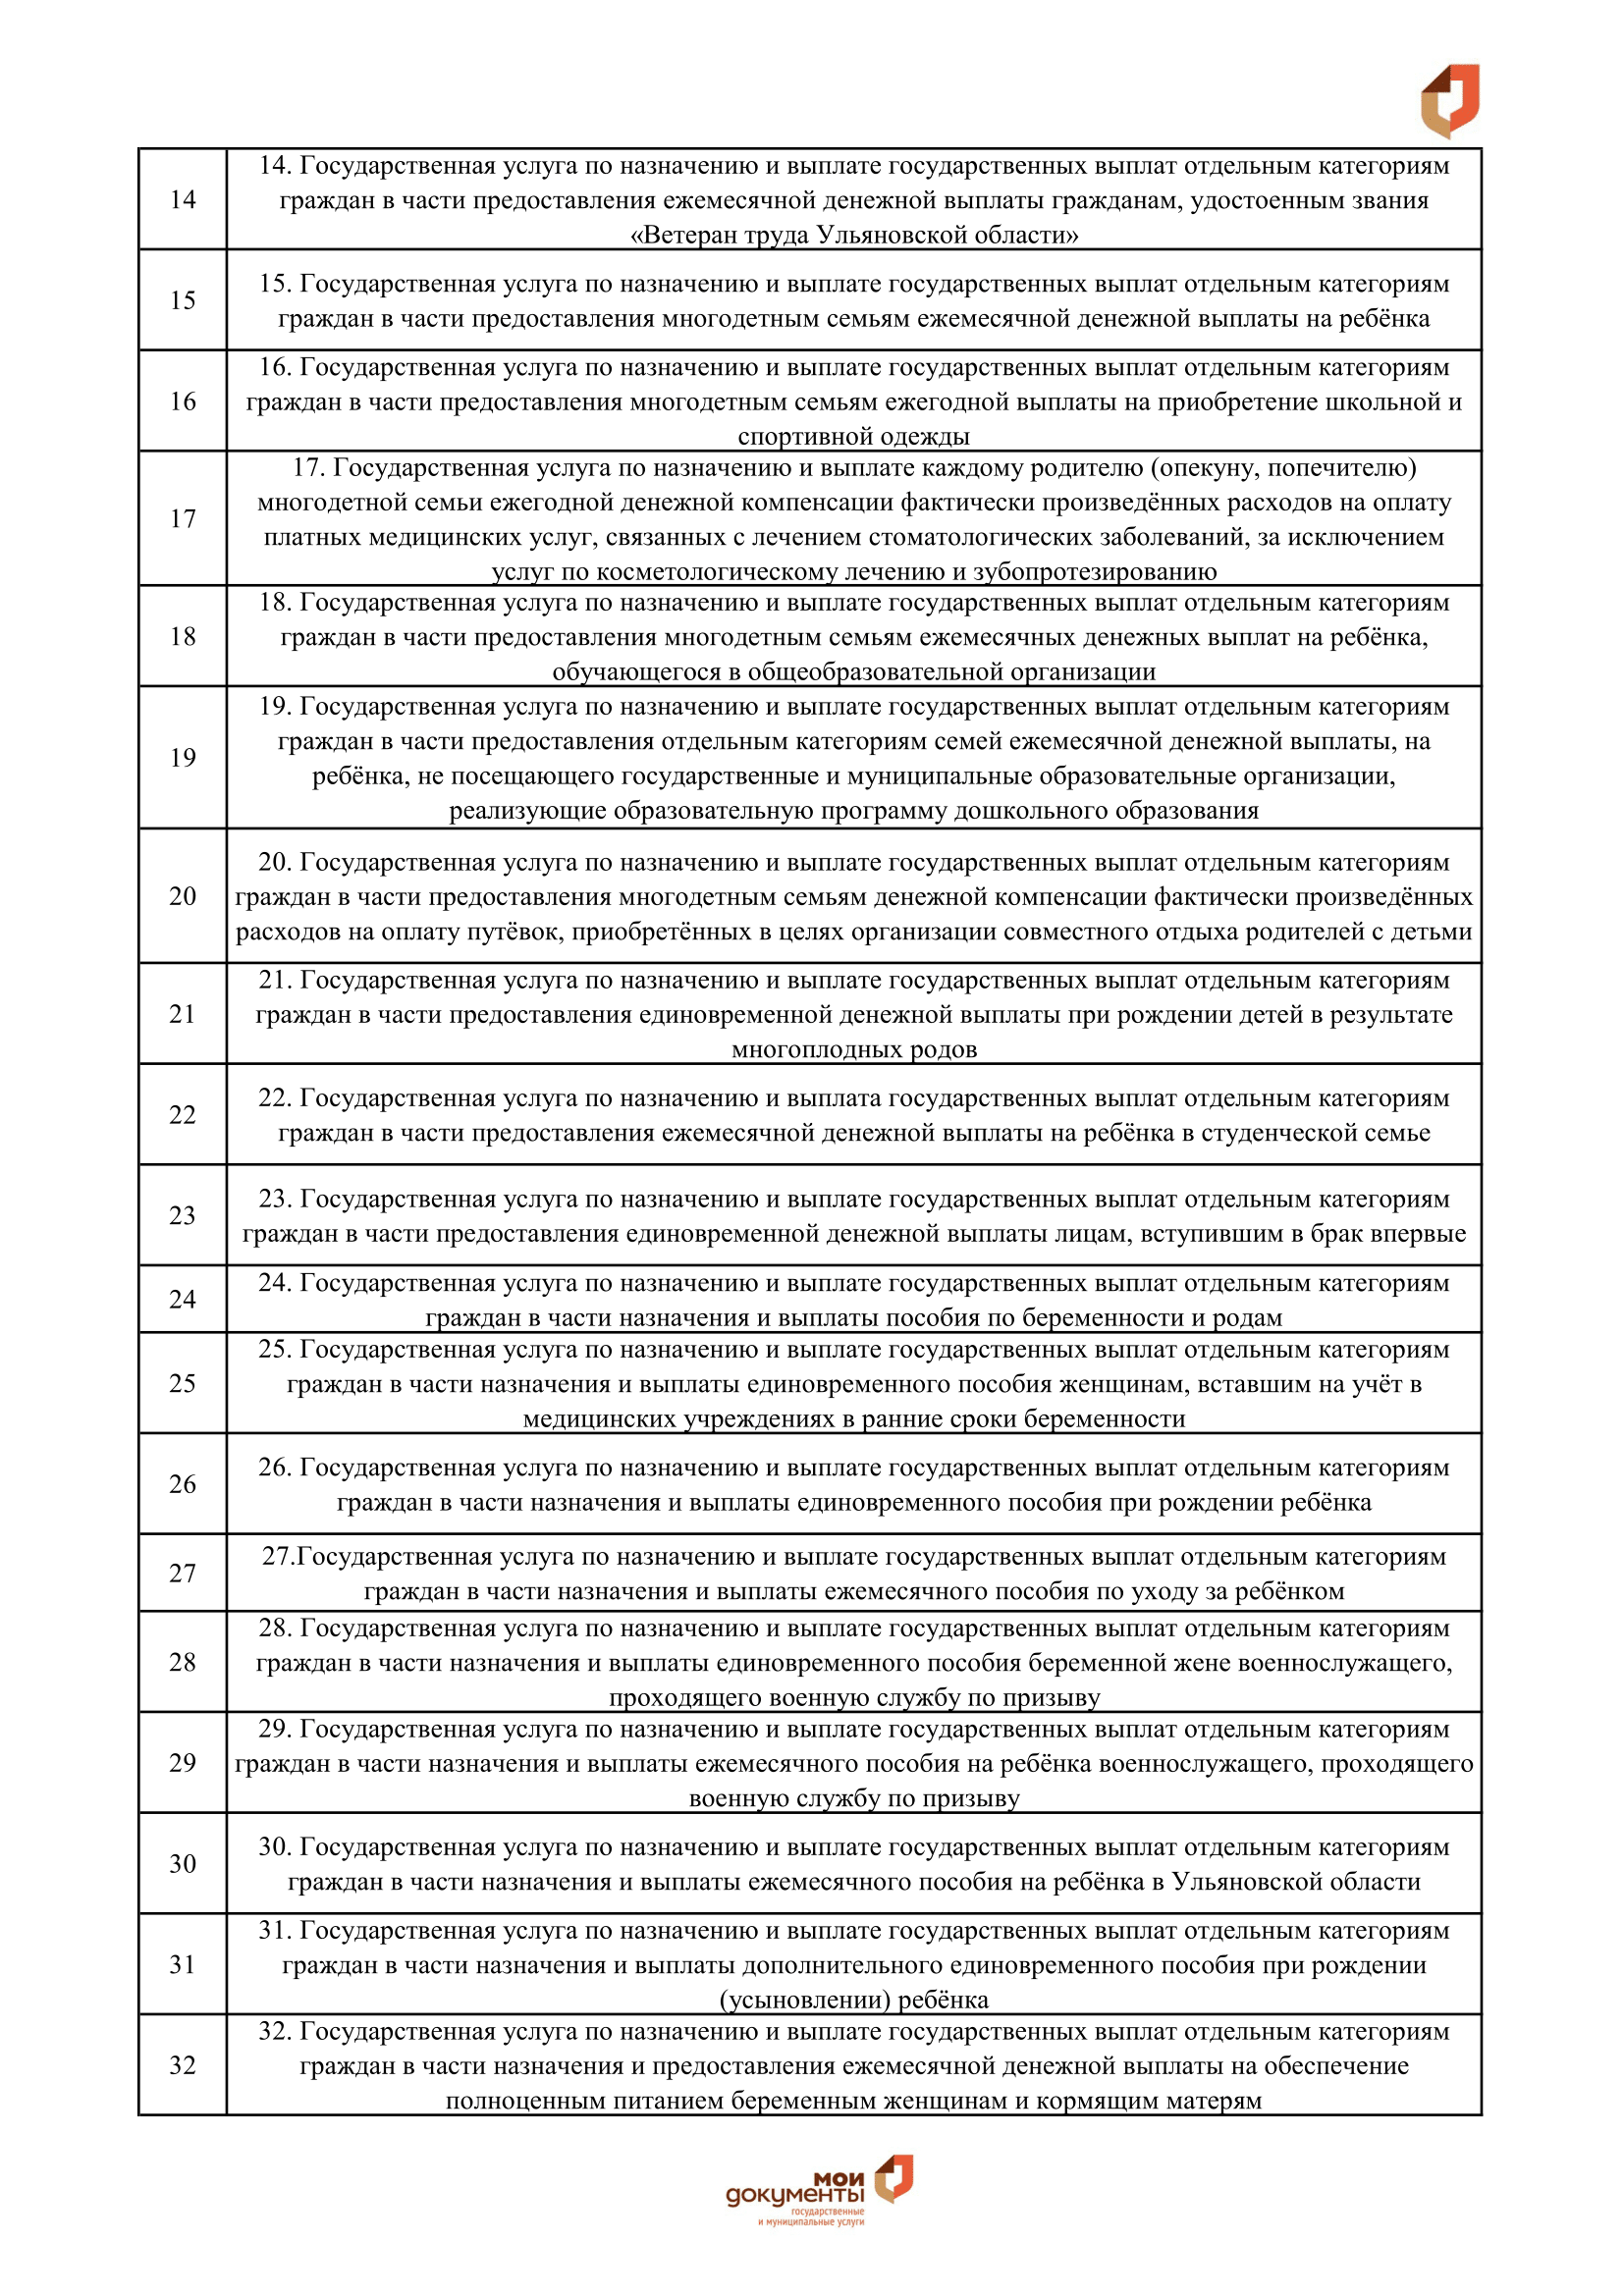 14
14. Государственная услуга по назначению и выплате государственных выплат отдельным категориям
граждан в части предоставления ежемесячной денежной выплаты гражданам, удостоенным звания
«Ветеран труда Ульяновской области»
15
15. Государственная услуга по назначению и выплате государственных выплат отдельным категориям
граждан в части предоставления многодетным семьям ежемесячной денежной выплаты на ребёнка
16
16. Государственная услуга по назначению и выплате государственных выплат отдельным категориям
граждан в части предоставления многодетным семьям ежегодной выплаты на приобретение школьной и
спортивной одежды
17
17. Государственная услуга по назначению и выплате каждому родителю (опекуну, попечителю)
многодетной семьи ежегодной денежной компенсации фактически произведённых расходов на оплату
платных медицинских услуг, связанных с лечением стоматологических заболеваний, за исключением
услуг по косметологическому лечению и зубопротезированию
18
18. Государственная услуга по назначению и выплате государственных выплат отдельным категориям
граждан в части предоставления многодетным семьям ежемесячных денежных выплат на ребёнка,
обучающегося в общеобразовательной организации
19
19. Государственная услуга по назначению и выплате государственных выплат отдельным категориям
граждан в части предоставления отдельным категориям семей ежемесячной денежной выплаты, на
ребёнка, не посещающего государственные и муниципальные образовательные организации,
реализующие образовательную программу дошкольного образования
20
20. Государственная услуга по назначению и выплате государственных выплат отдельным категориям
граждан в части предоставления многодетным семьям денежной компенсации фактически произведённых
расходов на оплату путёвок, приобретённых в целях организации совместного отдыха родителей с детьми
21
21. Государственная услуга по назначению и выплате государственных выплат отдельным категориям
граждан в части предоставления единовременной денежной выплаты при рождении детей в результате
многоплодных родов
22
22. Государственная услуга по назначению и выплата государственных выплат отдельным категориям
граждан в части предоставления ежемесячной денежной выплаты на ребёнка в студенческой семье
23
23. Государственная услуга по назначению и выплате государственных выплат отдельным категориям
граждан в части предоставления единовременной денежной выплаты лицам, вступившим в брак впервые
24
24. Государственная услуга по назначению и выплате государственных выплат отдельным категориям
граждан в части назначения и выплаты пособия по беременности и родам
25
25. Государственная услуга по назначению и выплате государственных выплат отдельным категориям
граждан в части назначения и выплаты единовременного пособия женщинам, вставшим на учёт в
медицинских учреждениях в ранние сроки беременности
26
26. Государственная услуга по назначению и выплате государственных выплат отдельным категориям
граждан в части назначения и выплаты единовременного пособия при рождении ребёнка
27
27.Государственная услуга по назначению и выплате государственных выплат отдельным категориям
граждан в части назначения и выплаты ежемесячного пособия по уходу за ребёнком
28
28. Государственная услуга по назначению и выплате государственных выплат отдельным категориям
граждан в части назначения и выплаты единовременного пособия беременной жене военнослужащего,
проходящего военную службу по призыву
29
29. Государственная услуга по назначению и выплате государственных выплат отдельным категориям
граждан в части назначения и выплаты ежемесячного пособия на ребёнка военнослужащего, проходящего
военную службу по призыву
30
30. Государственная услуга по назначению и выплате государственных выплат отдельным категориям
граждан в части назначения и выплаты ежемесячного пособия на ребёнка в Ульяновской области
31
31. Государственная услуга по назначению и выплате государственных выплат отдельным категориям
граждан в части назначения и выплаты дополнительного единовременного пособия при рождении
(усыновлении) ребёнка
32
32. Государственная услуга по назначению и выплате государственных выплат отдельным категориям
граждан в части назначения и предоставления ежемесячной денежной выплаты на обеспечение
полноценным питанием беременным женщинам и кормящим матерям
мои
документы
государственные
и муниципальные услуги